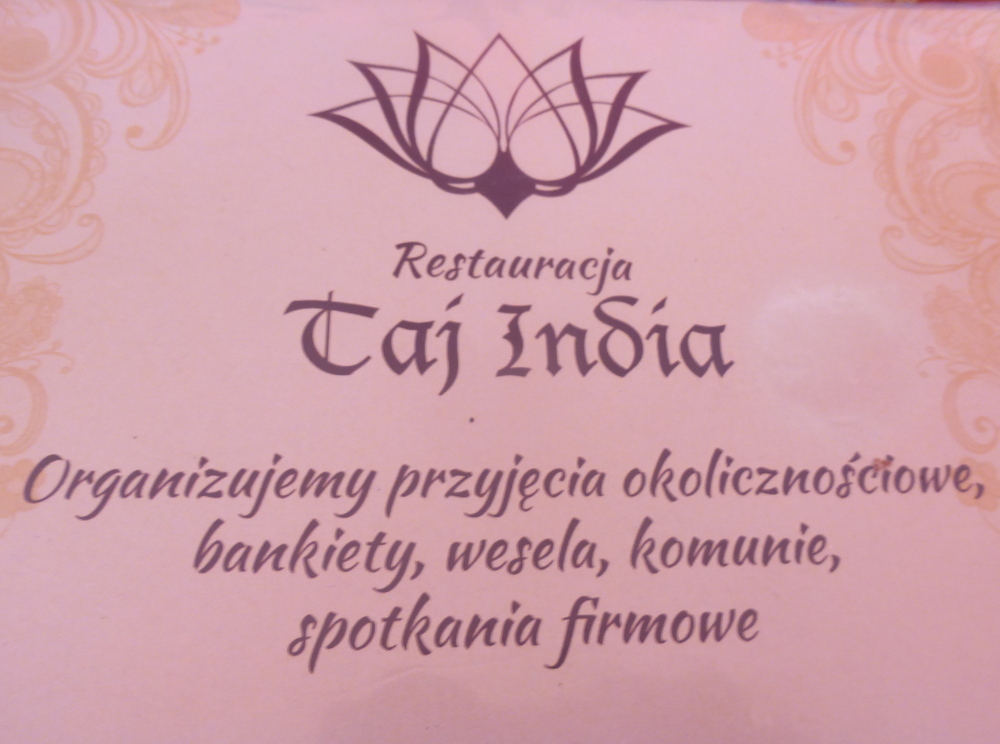 Restauracja
Taj India
Organizujemy przyjęcia okolicznościowe,
bankiety, wesela, komunie,
spotkania firmowe